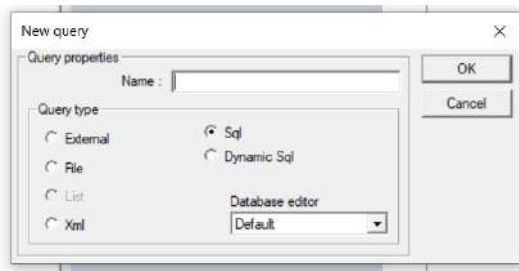 New query
Query properties
Name :
OK
Cancel
Query type
External
Sql
File
Dynamic Sql
List
Xml
Database editor
Default